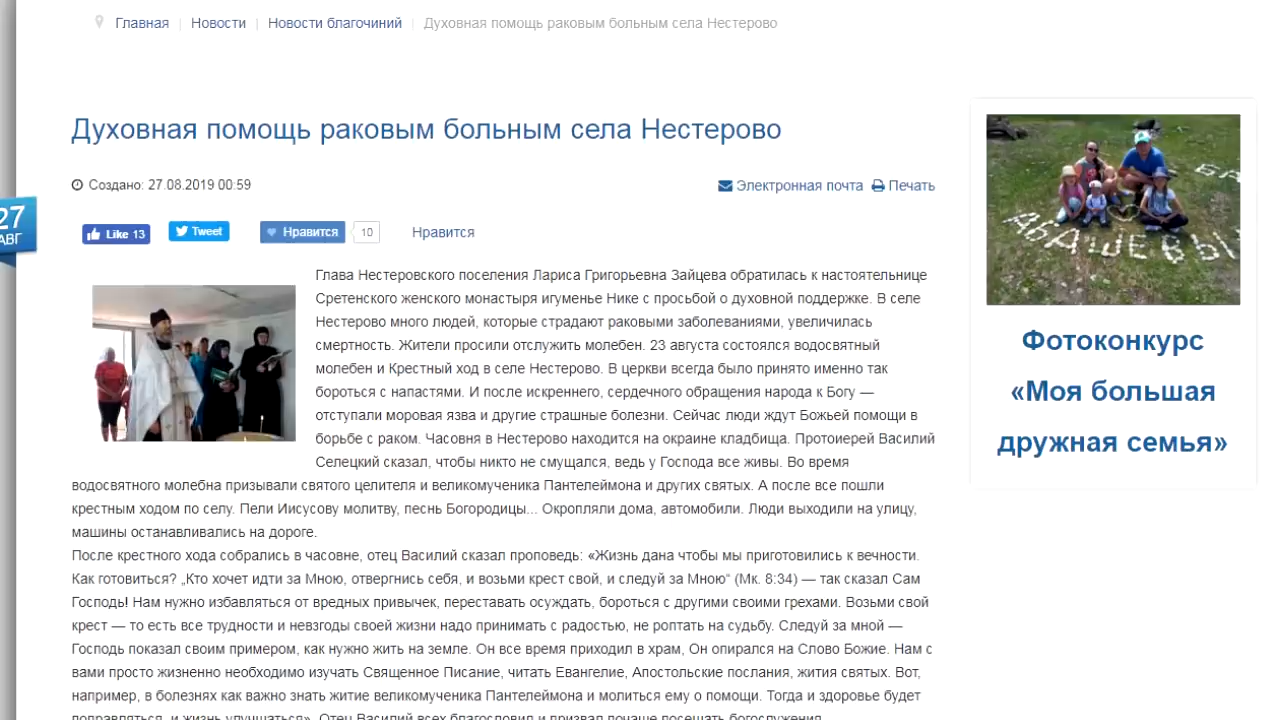 Главная Новости Новости благочиний Духовная помощь раковым больным села Нестерово
Духовная помощь раковым больным села Нестерово
Создано: 27.08.2019 00:59
Электронная почта Печать
27
АВГ
Like 13 Tweet Нравится 10 Нравится
Глава Нестеровского поселения Лариса Григорьевна Зайцева обратилась к настоятельнице
Сретенского женского монастыря игуменье Нике с просьбой о духовной поддержке. В селе
Нестерово много людей, которые страдают раковыми заболеваниями, увеличилась
смертность. Жители просили отслужить молебен. 23 августа состоялся водосвятный
молебен и Крестный ход в селе Нестерово. В церкви всегда было принято именно так
бороться с напастями. И после искреннего, сердечного обращения народа к Богу —
отступали моровая язва и другие страшные болезни. Сейчас люди ждут Божьей помощи в
борьбе с раком. Часовня в Нестерово находится на окраине кладбища. Протоиерей Василий
Селецкий сказал, чтобы никто не смущался, ведь у Господа все живы. Во время
водосвятного молебна призывали святого целителя и великомученика Пантелеймона и других святых. А после все пошли
крестным ходом по селу. Пели Иисусову молитву, песнь Богородицы... Окропляли дома, автомобили. Люди выходили на улицу,
машины останавливались на дороге.
После крестного хода собрались в часовне, отец Василий сказал проповедь: «Жизнь дана чтобы мы приготовились к вечности.
Как готовиться? „Кто хочет идти за Мною, отвергнись себя, и возьми крест свой, и следуй за Мною“ (Мк. 8:34) — так сказал Сам
Господь! Нам нужно избавляться от вредных привычек, переставать осуждать, бороться с другими своими грехами. Возьми свой
крест — то есть все трудности и невзгоды своей жизни надо принимать с радостью, не роптать на судьбу. Следуй за мной —
Господь показал своим примером, как нужно жить на земле. Он все время приходил в храм, Он опирался на Слово Божие. Нам с
вами просто жизненно необходимо изучать Священное Писание, читать Евангелие, Апостольские послания, жития святых. Вот,
например, в болезнях как важно знать житие великомученика Пантелеймона и молиться ему о помощи. Тогда и здоровье будет
поправляться, и жизнь улучшаться». Отец Василий всех благословил и призвал почаще посещать богослужения.
АБАШЕВЫ
Фотоконкурс
«Моя большая
дружная семья»